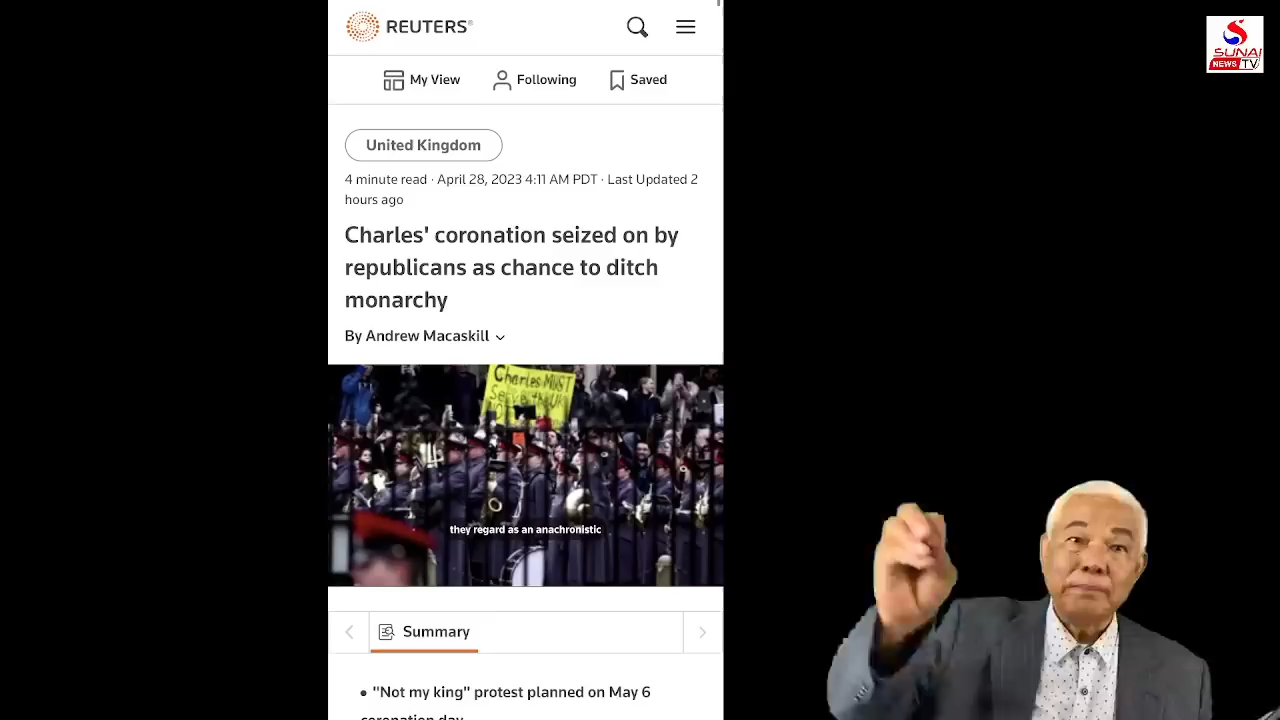 REUTERS
My View
Following
Saved
United Kingdom
4 minute read · April 28, 2023 4:11 AM PDT · Last Updated 2
hours ago
Charles' coronation seized on by
republicans as chance to ditch
monarchy
By Andrew Macaskill
Charles MUST
they regard as an anachronistic
Summary
• "Not my king" protest planned on May 6
coronation day
SUNAI
NEWS TV